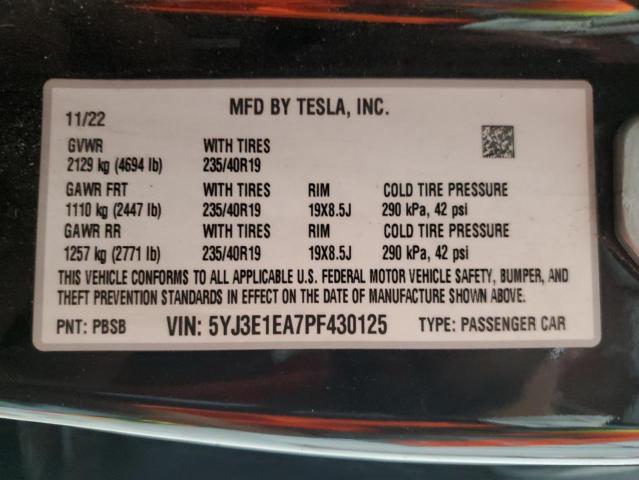 11/22 MFD BY TESLA, INC.
GVWR WITH TIRES
2129 kg (4694 lb) 235/40R19
GAWR FRT WITH TIRES RIM COLD TIRE PRESSURE
1110 kg (2447 lb) 235/40R19 19X8.5J 290 kPa, 42 psi
GAWR RR WITH TIRES RIM COLD TIRE PRESSURE
1257 kg (2771 lb) 235/40R19 19X8.5J 290 kPa, 42 psi
THIS VEHICLE CONFORMS TO ALL APPLICABLE U.S. FEDERAL MOTOR VEHICLE SAFETY, BUMPER, AND
THEFT PREVENTION STANDARDS IN EFFECT ON THE DATE OF MANUFACTURE SHOWN ABOVE.
PNT: PBSB VIN: 5YJ3E1EA7PF430125 TYPE: PASSENGER CAR